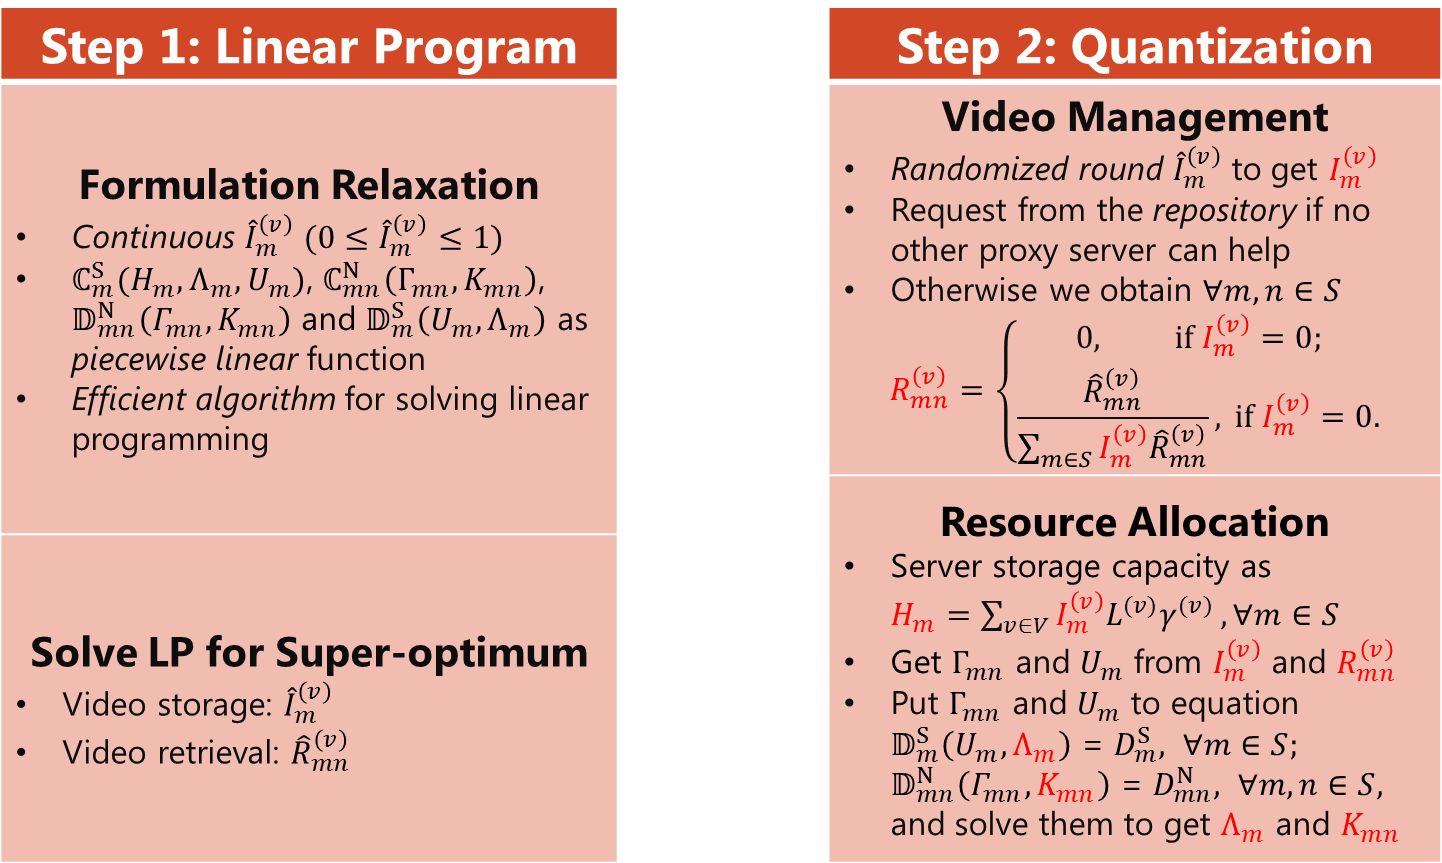 Step 1: Linear Program
Formulation Relaxation
• Continuous Î_m^(v) (0 ≤ Î_m^(v) ≤ 1)
• ℂ_m^S(H_m, Λ_m, U_m), ℂ_mn^N(Γ_mn, K_mn),
𝔻_mn^N(Γ_mn, K_mn) and 𝔻_m^S(U_m, Λ_m) as
piecewise linear function
• Efficient algorithm for solving linear
programming
Solve LP for Super-optimum
• Video storage: Î_m^(v)
• Video retrieval: R̂_mn^(v)
Step 2: Quantization
Video Management
• Randomized round Î_m^(v) to get I_m^(v)
• Request from the repository if no
other proxy server can help
• Otherwise we obtain ∀m, n ∈ S
R_mn^(v) = { 0, if I_m^(v) = 0;
R̂_mn^(v) / ∑_{m∈S} I_m^(v) R̂_mn^(v) , if I_m^(v) = 0.
Resource Allocation
• Server storage capacity as
H_m = ∑_{v∈V} I_m^(v) L^(v) γ^(v) , ∀m ∈ S
• Get Γ_mn and U_m from I_m^(v) and R_mn^(v)
• Put Γ_mn and U_m to equation
𝔻_m^S(U_m, Λ_m) = D_m^S, ∀m ∈ S;
𝔻_mn^N(Γ_mn, K_mn) = D_mn^N, ∀m, n ∈ S,
and solve them to get Λ_m and K_mn